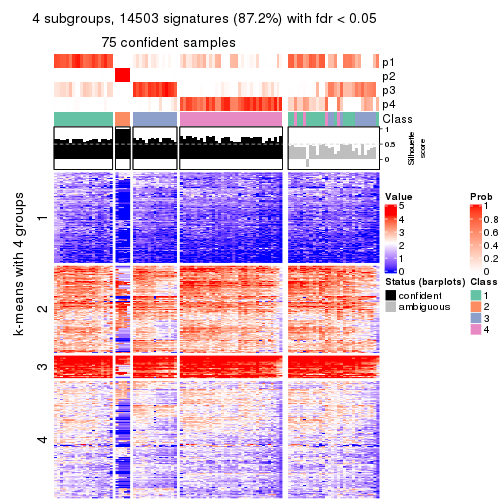 4 subgroups, 14503 signatures (87.2%) with fdr < 0.05
75 confident samples
p1
p2
p3
p4
Class
1
0.5
0
Silhouette
score
k-means with 4 groups
1
2
3
4
Value
5
4
3
2
1
0
Prob
1
0.8
0.6
0.4
0.2
0
Status (barplots)
confident
ambiguous
Class
1
2
3
4